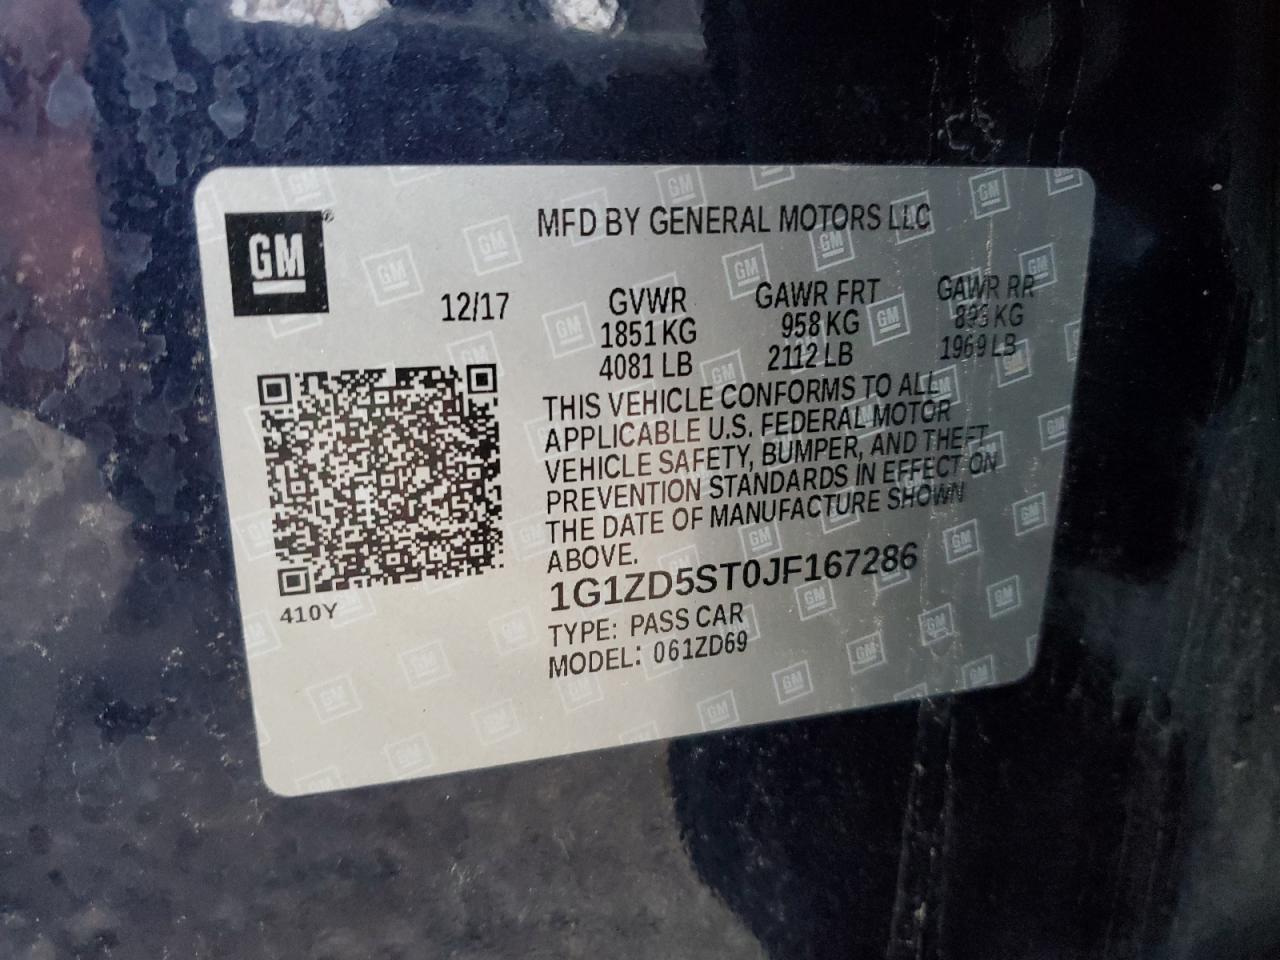 GM
MFD BY GENERAL MOTORS LLC
12/17
GVWR
1851 KG
4081 LB
GAWR FRT
958 KG
2112 LB
GAWR RR
893 KG
1969 LB
THIS VEHICLE CONFORMS TO ALL
APPLICABLE U.S. FEDERAL MOTOR
VEHICLE SAFETY, BUMPER, AND THEFT
PREVENTION STANDARDS IN EFFECT ON
THE DATE OF MANUFACTURE SHOWN
ABOVE.
1G1ZD5ST0JF167286
TYPE: PASS CAR
MODEL: 061ZD69
410Y